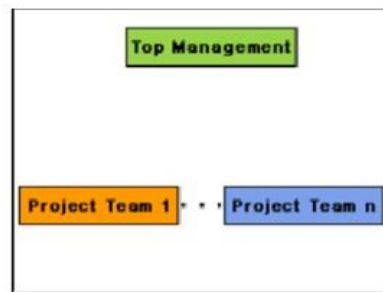 Top Management
Project Team 1 . . . Project Team n